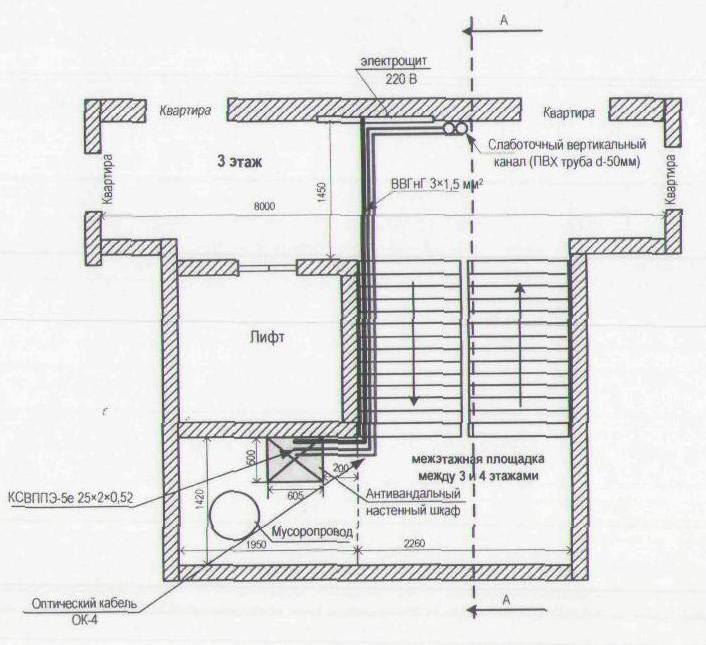 А
электрощит
220 В
Квартира
Квартира
Слаботочный вертикальный
канал (ПВХ труба d-50мм)
3 этаж
Квартира
Квартира
1450
ВВГнГ 3×1,5 мм²
8000
Лифт
межэтажная площадка
между 3 и 4 этажами
600
200
КСВППЭ-5е 25×2×0,52
605
Антивандальный
настенный шкаф
1420
Мусоропровод
1950
2260
Оптический кабель
ОК-4
А